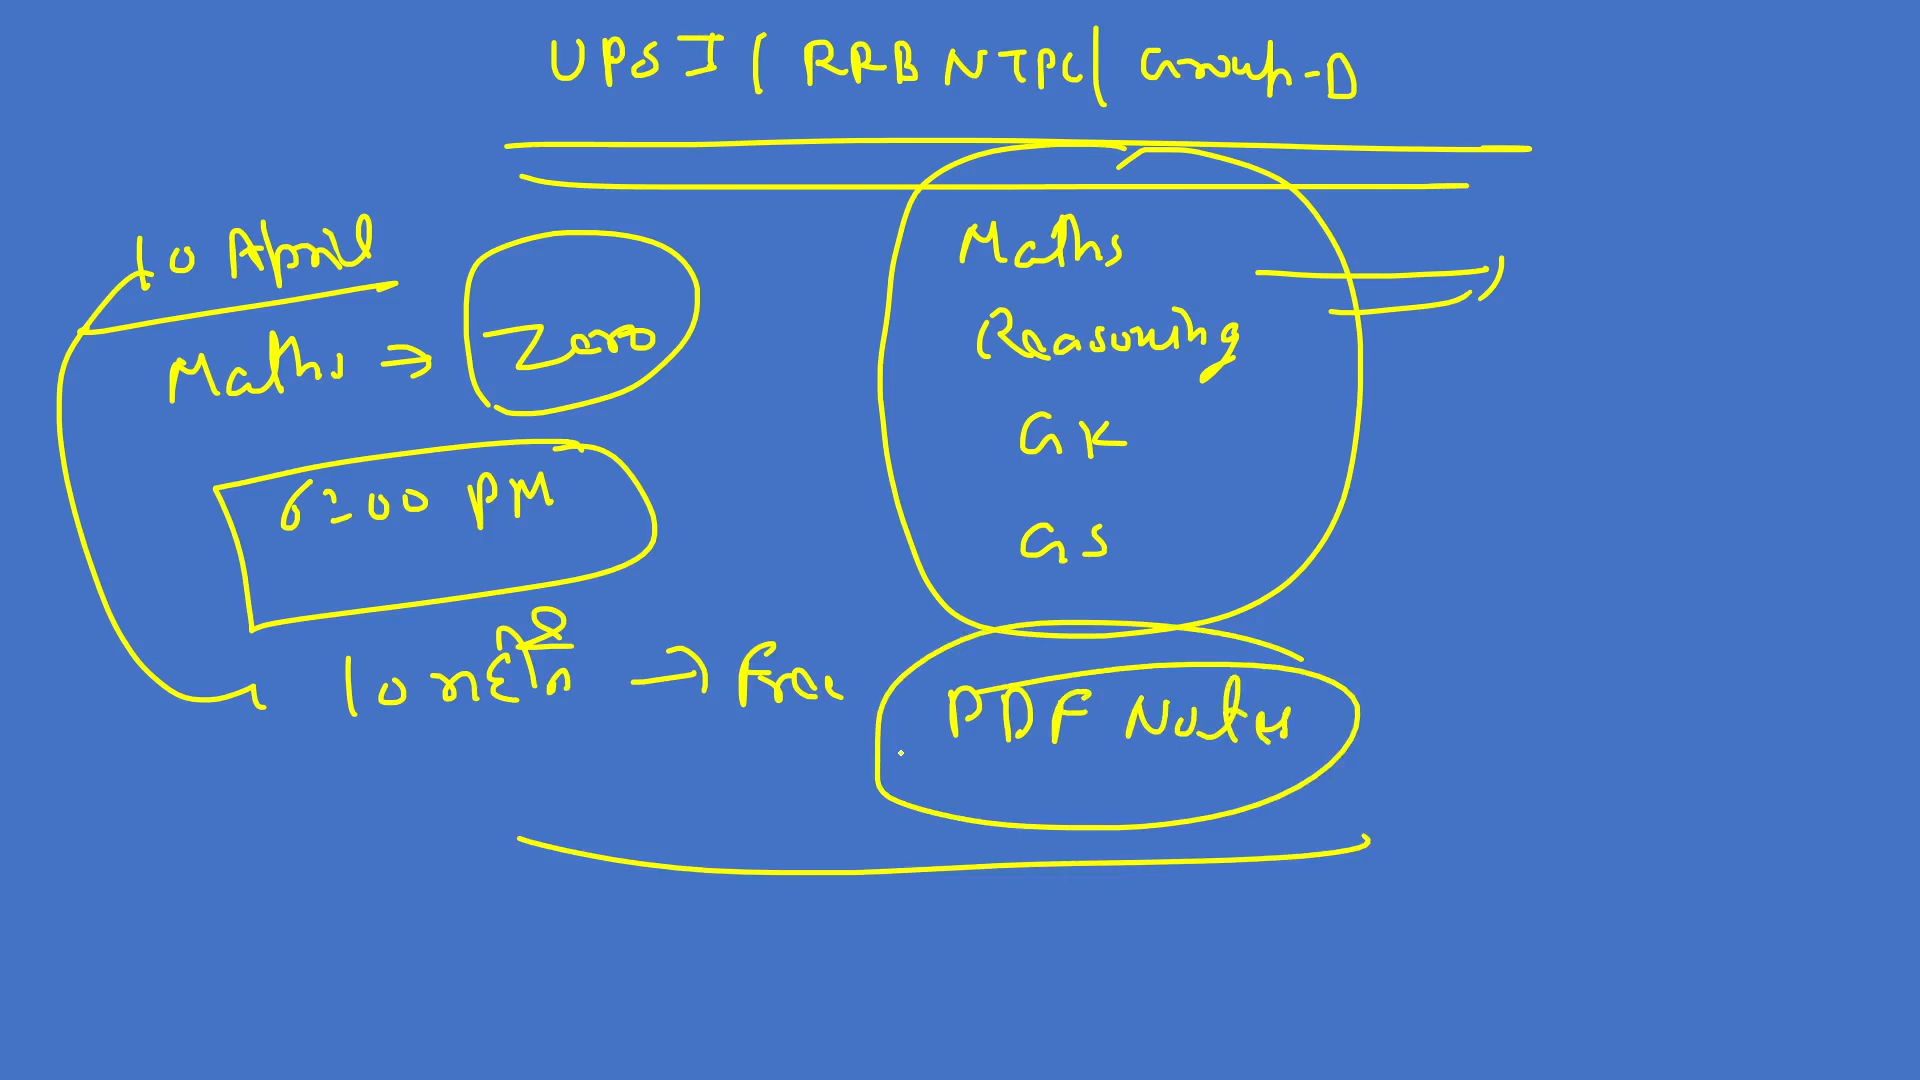 UPSI / RRB NTPC / Group-D
10 April
Maths → Zero
6:00 PM
10 → Free
Maths
Reasoning
GK
GS
PDF Notes